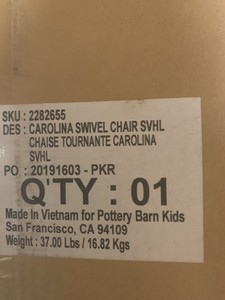 SKU : 2282655
DES : CAROLINA SWIVEL CHAIR SVHL
CHAISE TOURNANTE CAROLINA
SVHL
PO : 20191603 - PKR
Q'TY : 01
Made In Vietnam for Pottery Barn Kids
San Francisco, CA 94109
Weight : 37.00 Lbs / 16.82 Kgs